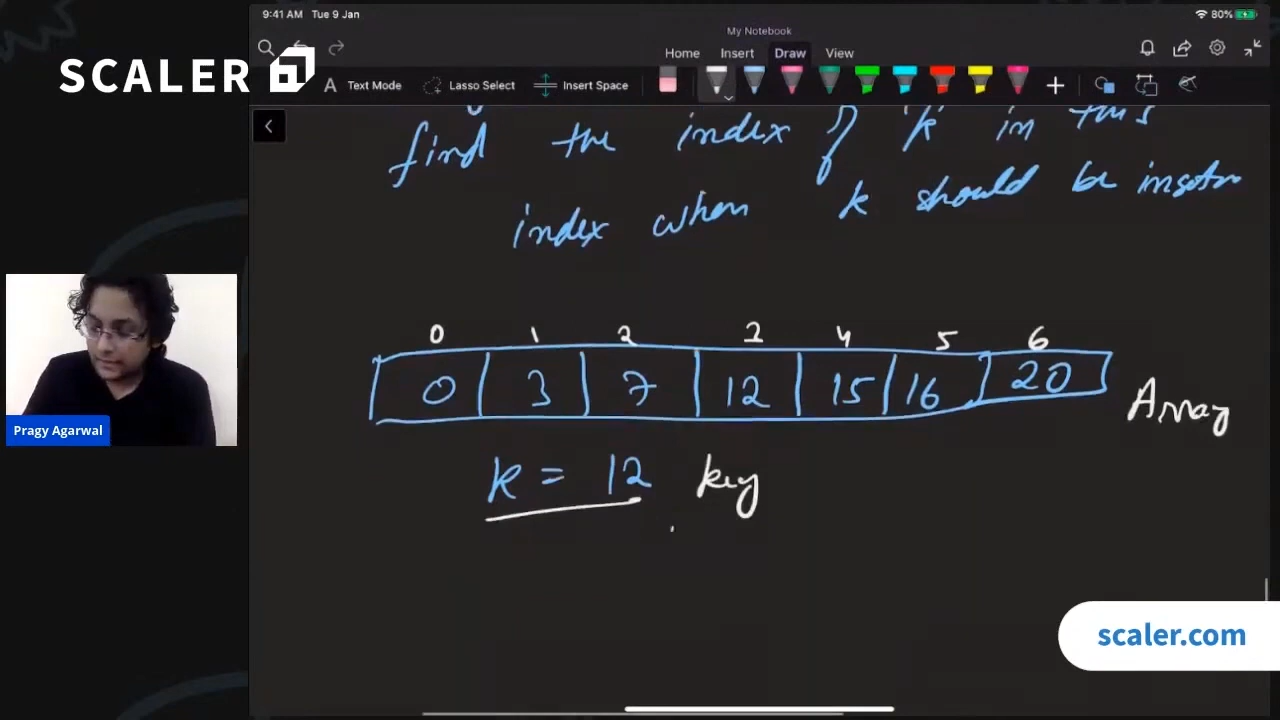 9:41 AM Tue 9 Jan
80%
My Notebook
SCALER
Home Insert Draw View
A Text Mode Lasso Select Insert Space
find the index of k in this
index when k should be
0 1 2 3 4 5 6
0 3 7 12 15 16 20
Array
k = 12 key
Pragy Agarwal
scaler.com